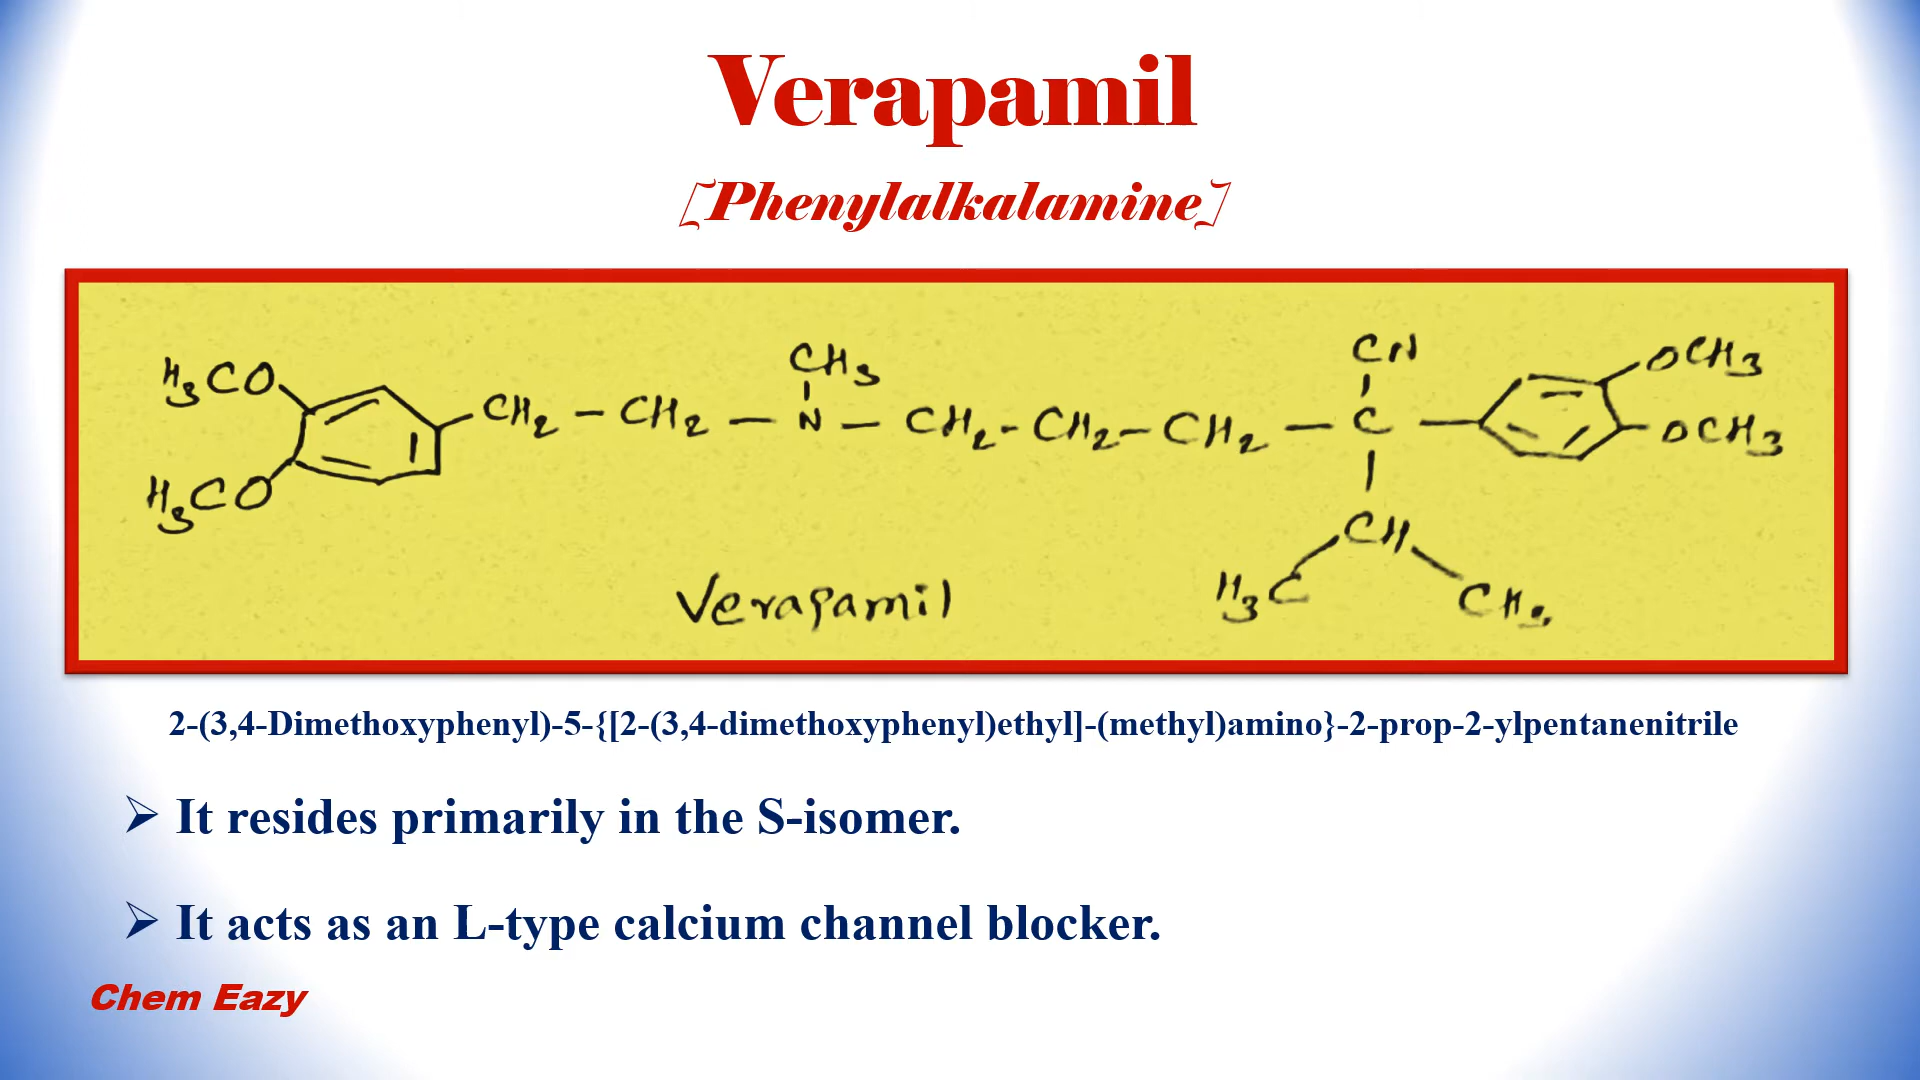 Verapamil
[Phenylalkalamine]
H3CO
H3CO
CH2 – CH2 – N – CH2 - CH2 – CH2 – C
CH3
CN
OCH3
OCH3
CH
H3C
CH3
Verapamil
2-(3,4-Dimethoxyphenyl)-5-{[2-(3,4-dimethoxyphenyl)ethyl]-(methyl)amino}-2-prop-2-ylpentanenitrile
➢ It resides primarily in the S-isomer.
➢ It acts as an L-type calcium channel blocker.
Chem Eazy